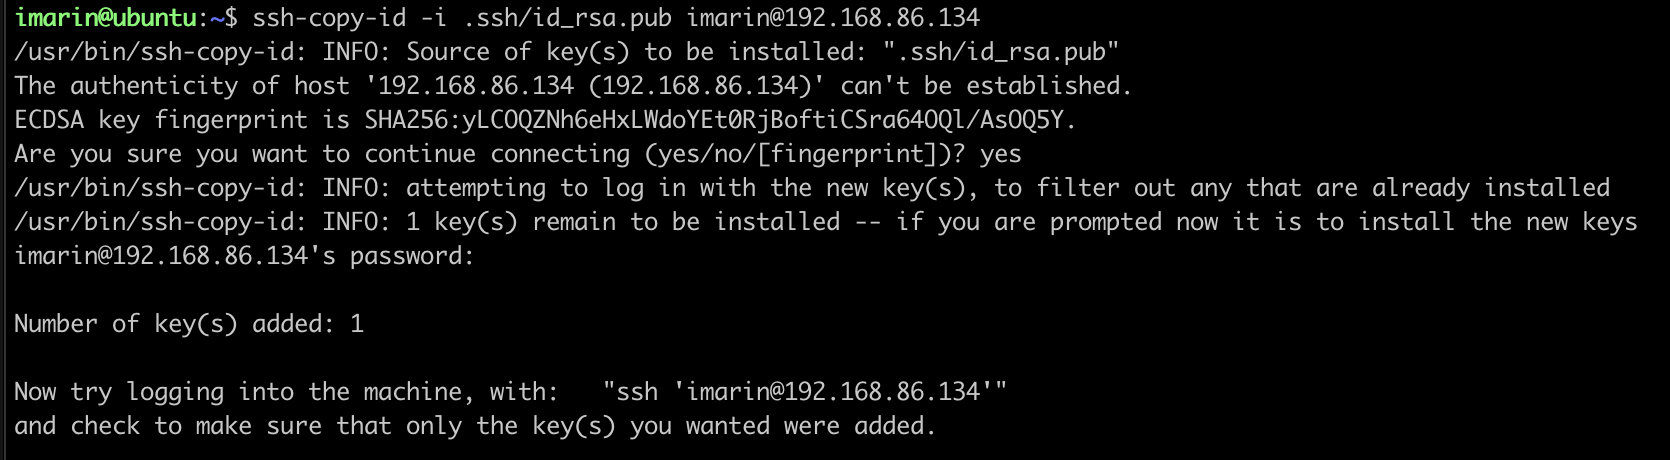 imarin@ubuntu:~$ ssh-copy-id -i .ssh/id_rsa.pub imarin@192.168.86.134
/usr/bin/ssh-copy-id: INFO: Source of key(s) to be installed: ".ssh/id_rsa.pub"
The authenticity of host '192.168.86.134 (192.168.86.134)' can't be established.
ECDSA key fingerprint is SHA256:yLCOQZNh6eHxLWdoYEt0RjBoftiCSra64OQl/AsOQ5Y.
Are you sure you want to continue connecting (yes/no/[fingerprint])? yes
/usr/bin/ssh-copy-id: INFO: attempting to log in with the new key(s), to filter out any that are already installed
/usr/bin/ssh-copy-id: INFO: 1 key(s) remain to be installed -- if you are prompted now it is to install the new keys
imarin@192.168.86.134's password:
Number of key(s) added: 1
Now try logging into the machine, with:   "ssh 'imarin@192.168.86.134'"
and check to make sure that only the key(s) you wanted were added.